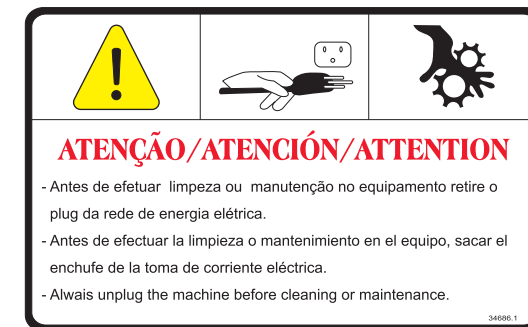 ATENÇÃO/ATENCIÓN/ATTENTION
- Antes de efetuar limpeza ou manutenção no equipamento retire o
plug da rede de energia elétrica.
- Antes de efectuar la limpieza o mantenimiento en el equipo, sacar el
enchufe de la toma de corriente eléctrica.
- Alwais unplug the machine before cleaning or maintenance.
34686.1